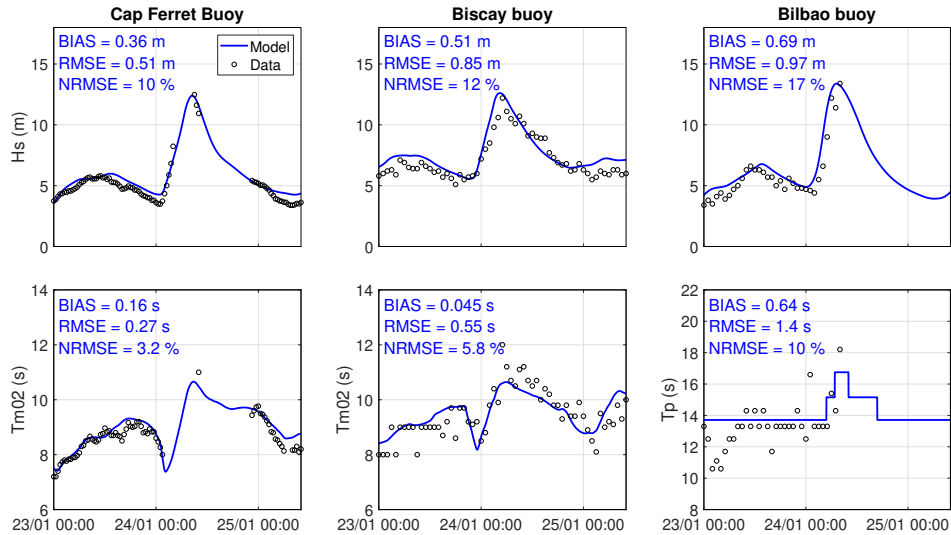 Cap Ferret Buoy
BIAS = 0.36 m
RMSE = 0.51 m
NRMSE = 10 %
Model
Data
Hs (m)
15
10
5
0
Biscay buoy
BIAS = 0.51 m
RMSE = 0.85 m
NRMSE = 12 %
15
10
5
0
Bilbao buoy
BIAS = 0.69 m
RMSE = 0.97 m
NRMSE = 17 %
15
10
5
0
BIAS = 0.16 s
RMSE = 0.27 s
NRMSE = 3.2 %
Tm02 (s)
14
12
10
8
6
23/01 00:00 24/01 00:00 25/01 00:00
BIAS = 0.045 s
RMSE = 0.55 s
NRMSE = 5.8 %
Tm02 (s)
14
12
10
8
6
23/01 00:00 24/01 00:00 25/01 00:00
BIAS = 0.64 s
RMSE = 1.4 s
NRMSE = 10 %
Tp (s)
22
20
18
16
14
12
10
8
23/01 00:00 24/01 00:00 25/01 00:00